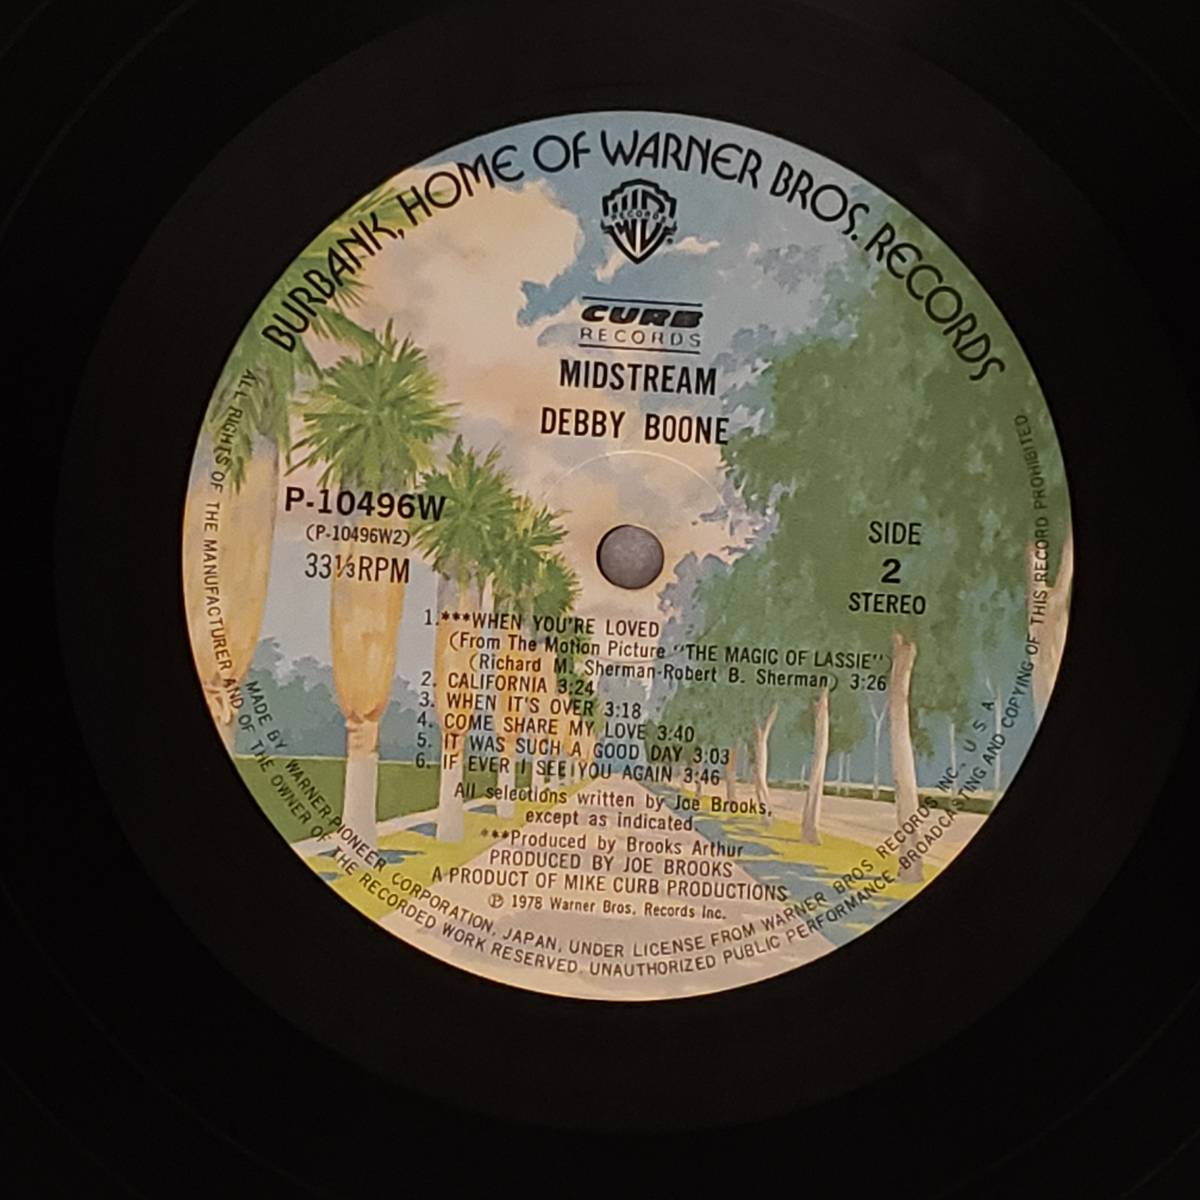 BURBANK, HOME OF WARNER BROS. RECORDS
RECORDS
CURB
RECORDS
MIDSTREAM
DEBBY BOONE
P-10496W
(P-10496W2)
33⅓RPM
SIDE
2
STEREO
1.***WHEN YOU'RE LOVED
(From The Motion Picture "THE MAGIC OF LASSIE")
(Richard M. Sherman-Robert B. Sherman) 3:26
2. CALIFORNIA 3:24
3. WHEN IT'S OVER 3:18
4. COME SHARE MY LOVE 3:40
5. IT WAS SUCH A GOOD DAY 3:03
6. IF EVER I SEE YOU AGAIN 3:46
All selections written by Joe Brooks,
except as indicated.
***Produced by Brooks Arthur
PRODUCED BY JOE BROOKS
A PRODUCT OF MIKE CURB PRODUCTIONS
℗ 1978 Warner Bros. Records Inc.
MADE BY WARNER-PIONEER CORPORATION, JAPAN, UNDER LICENSE FROM WARNER BROS RECORDS INC., U S A
ALL RIGHTS OF THE MANUFACTURER AND OF THE OWNER OF THE RECORDED WORK RESERVED. UNAUTHORIZED PUBLIC PERFORMANCE, BROADCASTING AND COPYING OF THIS RECORD PROHIBITED